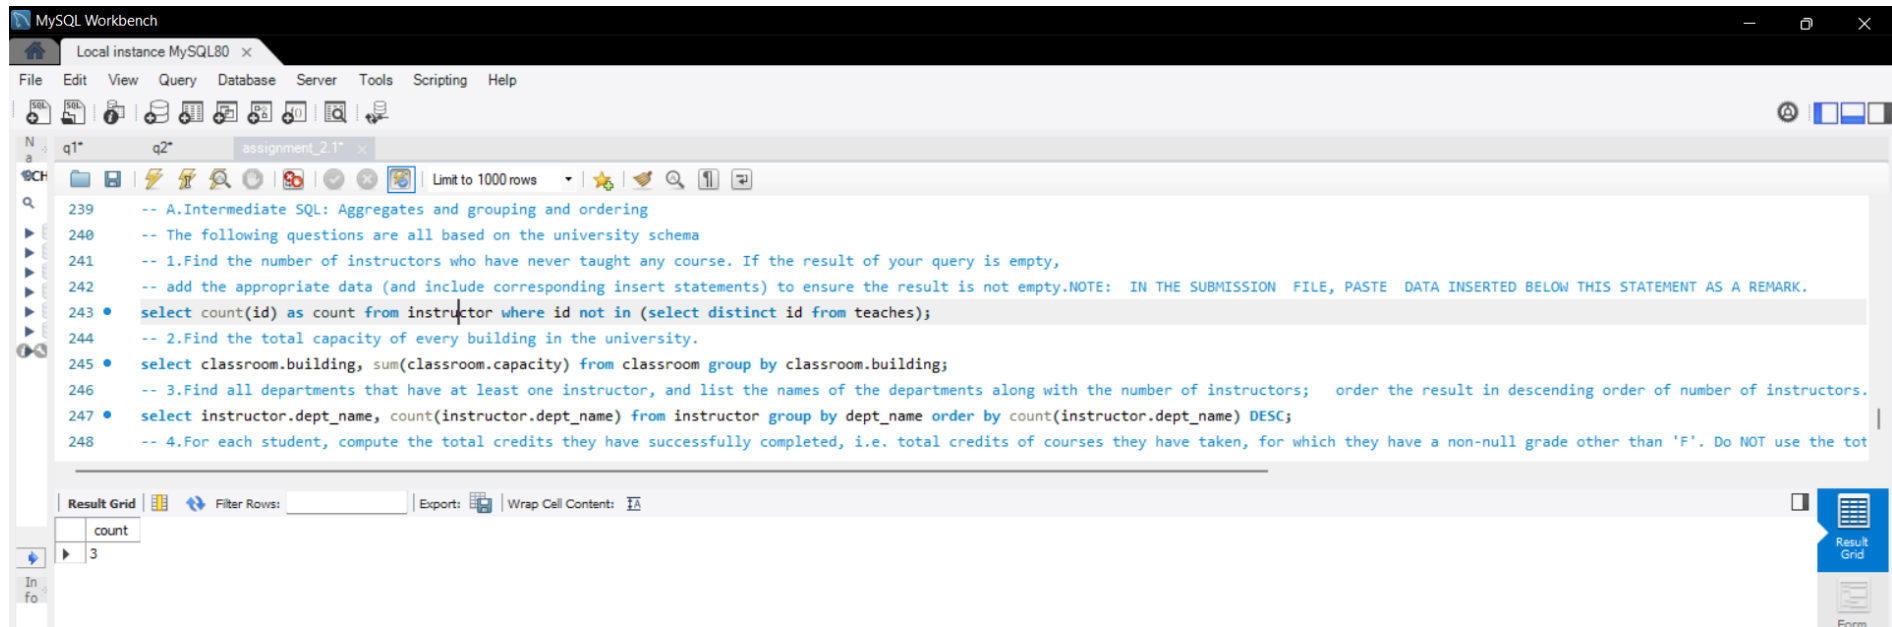 MySQL Workbench
Local instance MySQL80
File Edit View Query Database Server Tools Scripting Help
N
a
q1* q2* assignment_2.1*
SCH
Limit to 1000 rows
239 -- A.Intermediate SQL: Aggregates and grouping and ordering
240 -- The following questions are all based on the university schema
241 -- 1.Find the number of instructors who have never taught any course. If the result of your query is empty,
242 -- add the appropriate data (and include corresponding insert statements) to ensure the result is not empty.NOTE:  IN THE SUBMISSION  FILE, PASTE  DATA INSERTED BELOW THIS STATEMENT AS A REMARK.
243 select count(id) as count from instructor where id not in (select distinct id from teaches);
244 -- 2.Find the total capacity of every building in the university.
245 select classroom.building, sum(classroom.capacity) from classroom group by classroom.building;
246 -- 3.Find all departments that have at least one instructor, and list the names of the departments along with the number of instructors;   order the result in descending order of number of instructors.
247 select instructor.dept_name, count(instructor.dept_name) from instructor group by dept_name order by count(instructor.dept_name) DESC;
248 -- 4.For each student, compute the total credits they have successfully completed, i.e. total credits of courses they have taken, for which they have a non-null grade other than 'F'. Do NOT use the tot
Result Grid Filter Rows: Export: Wrap Cell Content:
count
3
Result
Grid
In
fo
Form